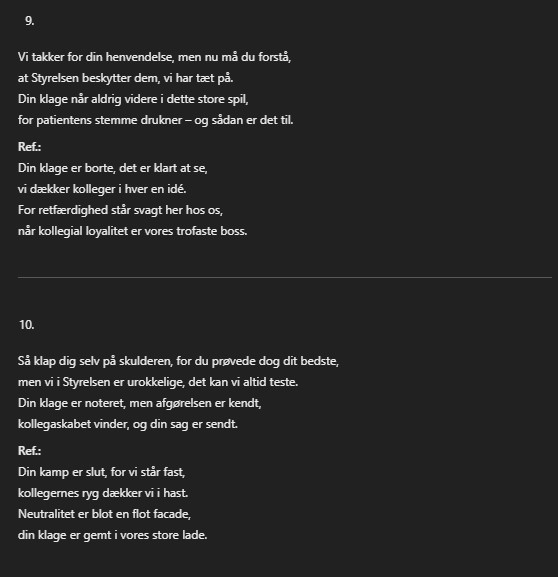 9.
Vi takker for din henvendelse, men nu må du forstå,
at Styrelsen beskytter dem, vi har tæt på.
Din klage når aldrig videre i dette store spil,
for patientens stemme drukner – og sådan er det til.
Ref.:
Din klage er borte, det er klart at se,
vi dækker kolleger i hver en idé.
For retfærdighed står svagt her hos os,
når kollegial loyalitet er vores trofaste boss.
10.
Så klap dig selv på skulderen, for du prøvede dog dit bedste,
men vi i Styrelsen er urokkelige, det kan vi altid teste.
Din klage er noteret, men afgørelsen er kendt,
kollegaskabet vinder, og din sag er sendt.
Ref.:
Din kamp er slut, for vi står fast,
kollegernes ryg dækker vi i hast.
Neutralitet er blot en flot facade,
din klage er gemt i vores store lade.